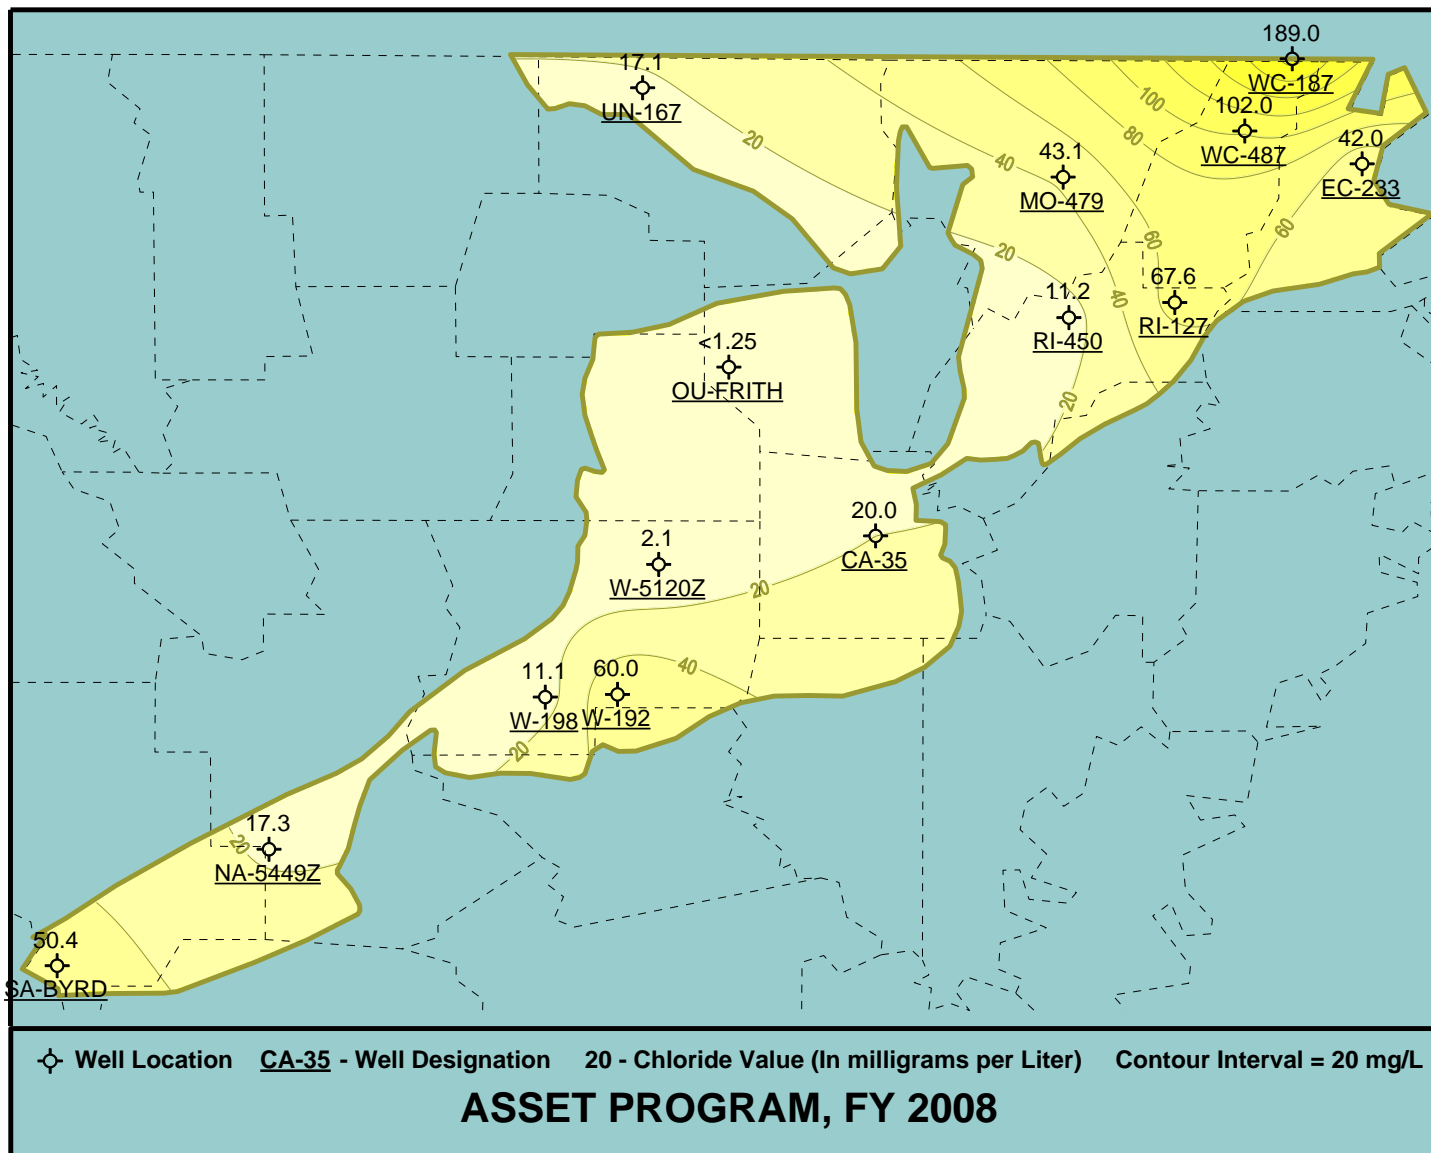 189.0
WC-187
17.1
UN-167
100
102.0
WC-487
80
20
42.0
EC-233
40
43.1
MO-479
60
60
20
40
11.2
RI-450
67.6
RI-127
<1.25
OU-FRITH
20
20.0
CA-35
2.1
W-5120Z
20
11.1
W-198
60.0
W-192
40
20
17.3
20
NA-5449Z
50.4
SA-BYRD
Well Location CA-35 - Well Designation 20 - Chloride Value (In milligrams per Liter) Contour Interval = 20 mg/L
ASSET PROGRAM, FY 2008